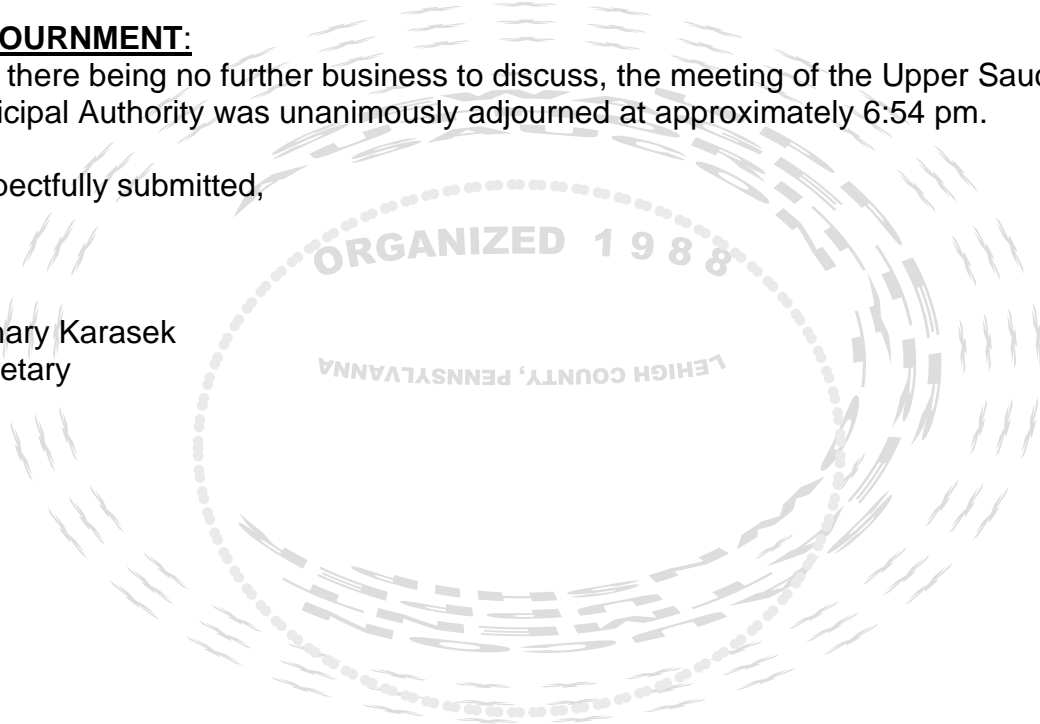 OURNMENT:
there being no further business to discuss, the meeting of the Upper Sauc
icipal Authority was unanimously adjourned at approximately 6:54 pm.
pectfully submitted,
ORGANIZED 1988
nary Karasek
LEHIGH COUNTY, PENNSYLVANNA
etary